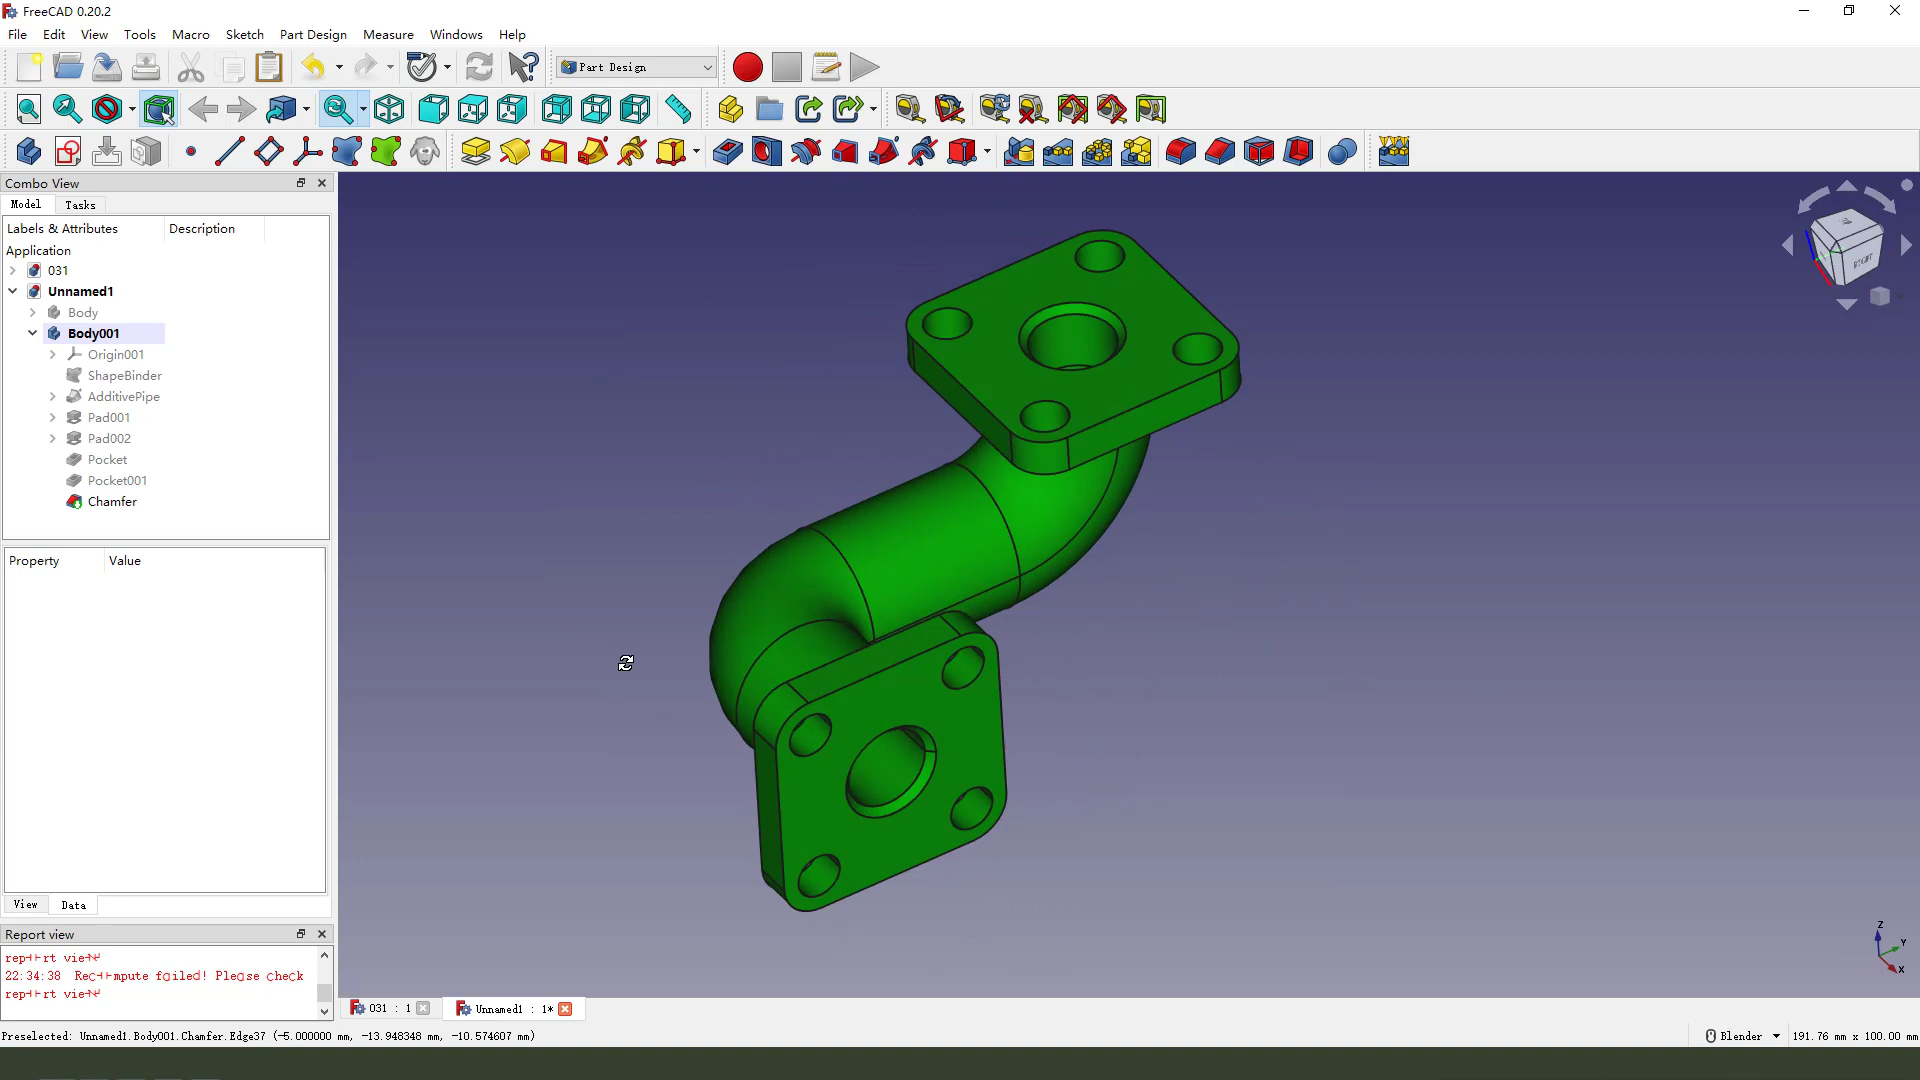 FreeCAD 0.20.2
File Edit View Tools Macro Sketch Part Design Measure Windows Help
Part Design
Combo View
Model Tasks
Labels & Attributes Description
Application
031
Unnamed1
Body
Body001
Origin001
ShapeBinder
AdditivePipe
Pad001
Pad002
Pocket
Pocket001
Chamfer
Property Value
View Data
Report view
22:34:38
031 : 1
Unnamed1 : 1*
Preselected: Unnamed1.Body001.Chamfer.Edge37 (-5.000000 mm, -13.948348 mm, -10.574607 mm)
Blender
191.76 mm x 100.00 mm
RIGHT
Z
Y
X